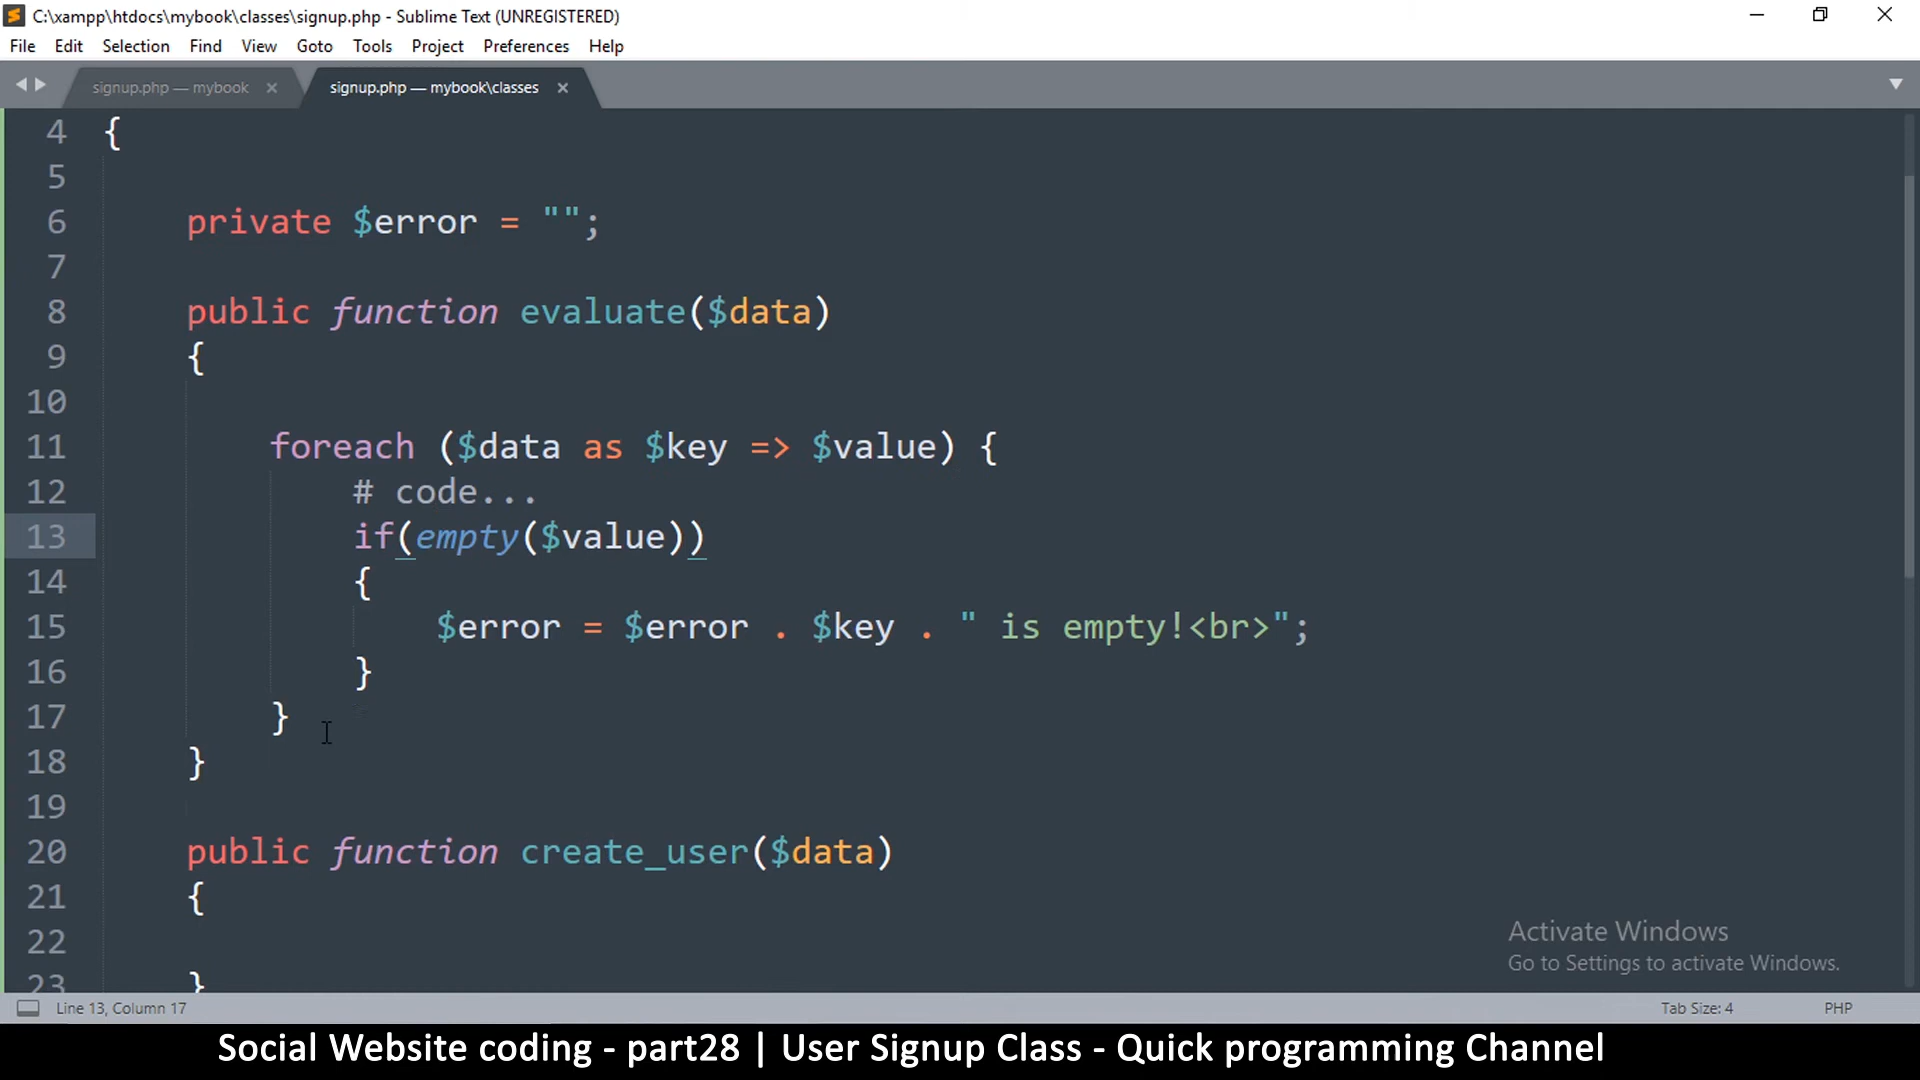 C:\xampp\htdocs\mybook\classes\signup.php - Sublime Text (UNREGISTERED)
File Edit Selection Find View Goto Tools Project Preferences Help
signup.php — mybook signup.php — mybook\classes
4 {
5
6 private $error = "";
7
8 public function evaluate($data)
9 {
10
11 foreach ($data as $key => $value) {
12 # code...
13 if(empty($value))
14 {
15 $error = $error . $key . " is empty!<br>";
16 }
17 }
18 }
19
20 public function create_user($data)
21 {
22
23 }
Activate Windows
Go to Settings to activate Windows.
Line 13, Column 17 Tab Size: 4 PHP
Social Website coding - part28 | User Signup Class - Quick programming Channel